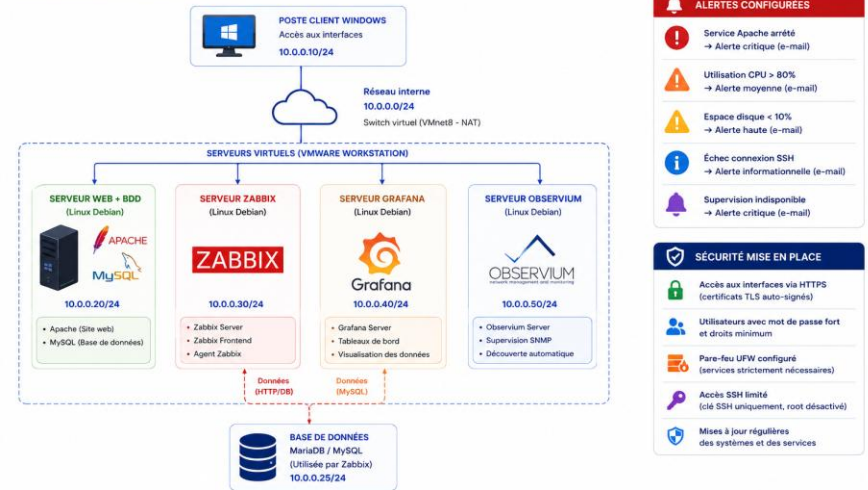 POSTE CLIENT WINDOWS
Accès aux interfaces
10.0.0.10/24
Réseau interne
10.0.0.0/24
Switch virtuel (VMnet8 - NAT)
SERVEURS VIRTUELS (VMWARE WORKSTATION)
SERVEUR WEB + BDD
(Linux Debian)
APACHE
MySQL
10.0.0.20/24
• Apache (Site web)
• MySQL (Base de données)
SERVEUR ZABBIX
(Linux Debian)
ZABBIX
10.0.0.30/24
• Zabbix Server
• Zabbix Frontend
• Agent Zabbix
SERVEUR GRAFANA
(Linux Debian)
Grafana
10.0.0.40/24
• Grafana Server
• Tableaux de bord
• Visualisation des données
SERVEUR OBSERVIUM
(Linux Debian)
OBSERVIUM
network management and monitoring
10.0.0.50/24
• Observium Server
• Supervision SNMP
• Découverte automatique
Données
(HTTP/DB)
Données
(MySQL)
BASE DE DONNÉES
MariaDB / MySQL
(Utilisée par Zabbix)
10.0.0.25/24
ALERTES CONFIGURÉES
Service Apache arrêté
→ Alerte critique (e-mail)
Utilisation CPU > 80%
→ Alerte moyenne (e-mail)
Espace disque < 10%
→ Alerte haute (e-mail)
Échec connexion SSH
→ Alerte informationnelle (e-mail)
Supervision indisponible
→ Alerte critique (e-mail)
SÉCURITÉ MISE EN PLACE
Accès aux interfaces via HTTPS
(certificats TLS auto-signés)
Utilisateurs avec mot de passe fort
et droits minimum
Pare-feu UFW configuré
(services strictement nécessaires)
Accès SSH limité
(clé SSH uniquement, root désactivé)
Mises à jour régulières
des systèmes et des services